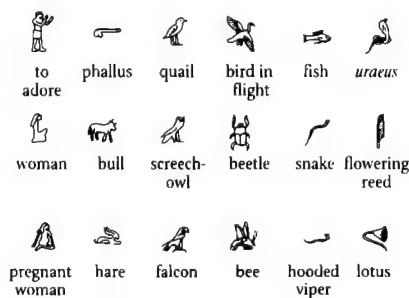 to adore phallus quail bird in flight fish uraeus
woman bull screech-owl beetle snake flowering reed
pregnant woman hare falcon bee hooded viper lotus